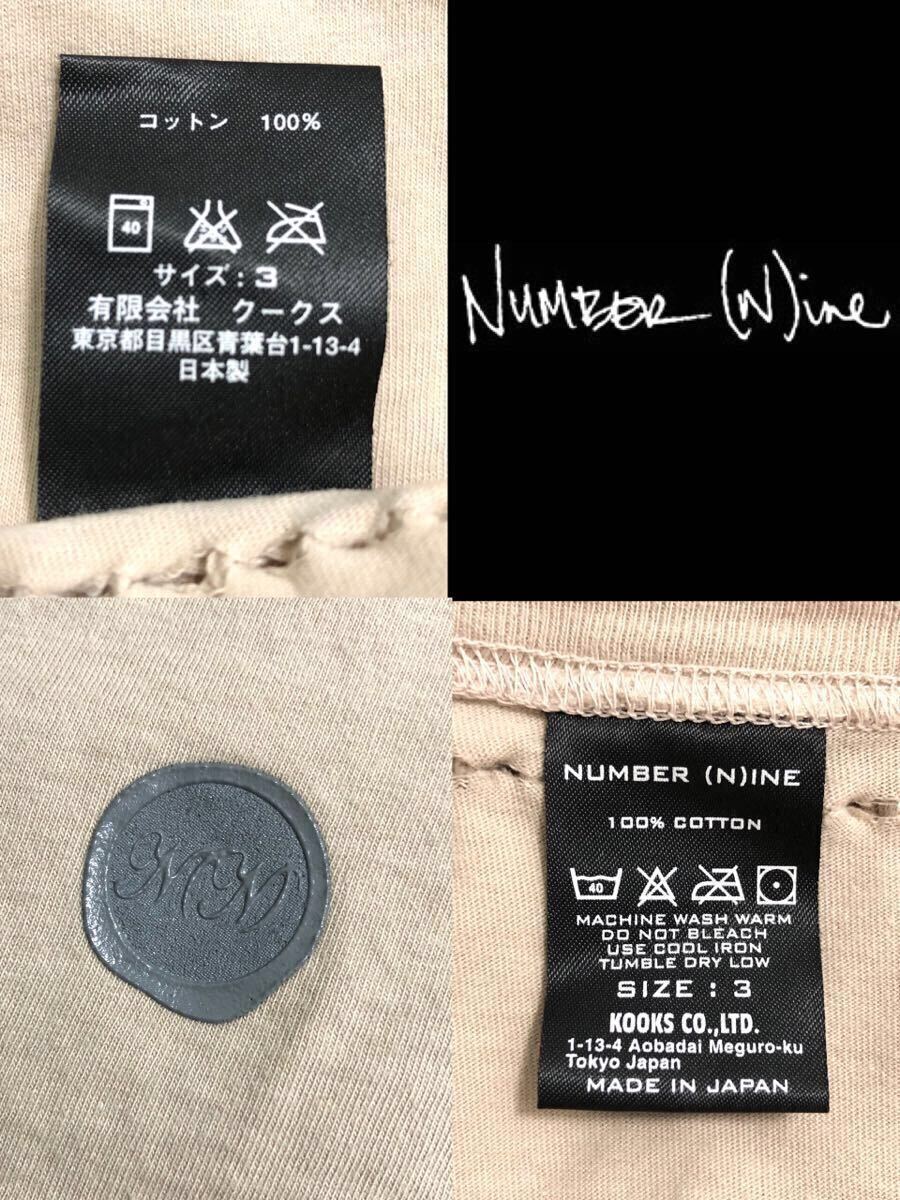 コットン 100%
40
サイズ : 3
有限会社 クークス
東京都目黒区青葉台1-13-4
日本製
NUMBER (N)ine
NUMBER (N)INE
100% COTTON
40
MACHINE WASH WARM
DO NOT BLEACH
USE COOL IRON
TUMBLE DRY LOW
SIZE : 3
KOOKS CO.,LTD.
1-13-4 Aobadai Meguro-ku
Tokyo Japan
MADE IN JAPAN